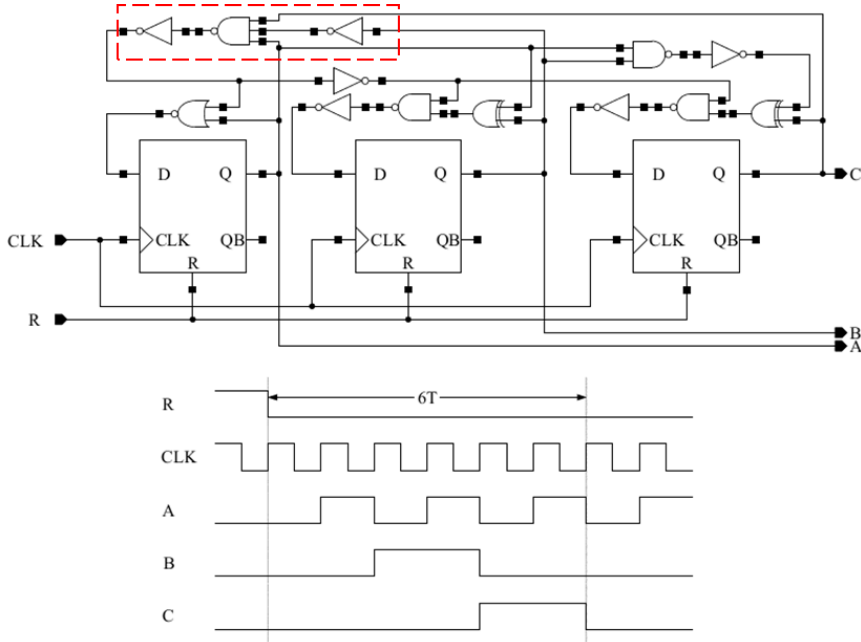 D Q D Q D Q C
CLK CLK QB CLK QB CLK QB
R R R
R B
A
R 6T
CLK
A
B
C